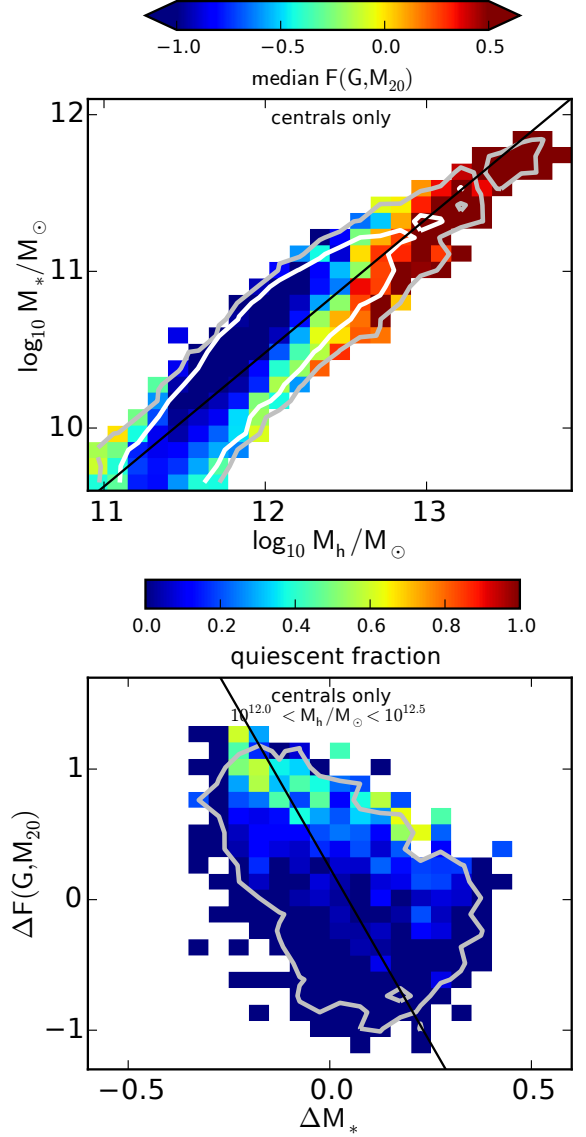 −1.0 −0.5 0.0 0.5
median F(G,M₂₀)
centrals only
12
11
10
log₁₀ M*/M⊙
11 12 13
log₁₀ Mₕ/M⊙
0.0 0.2 0.4 0.6 0.8 1.0
quiescent fraction
centrals only
10^12.0 < Mₕ/M⊙ < 10^12.5
1
0
−1
ΔF(G,M₂₀)
−0.5 0.0 0.5
ΔM*